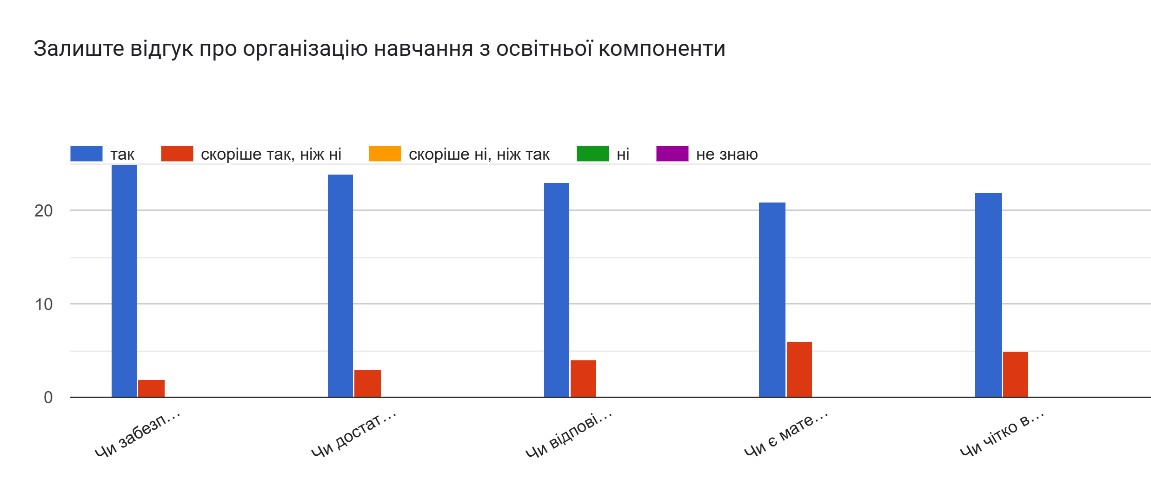 Залиште відгук про організацію навчання з освітньої компоненти
так скоріше так, ніж ні скоріше ні, ніж так ні не знаю
20
10
0
Чи забезп… Чи достат… Чи відпові… Чи є мате… Чи чітко в…